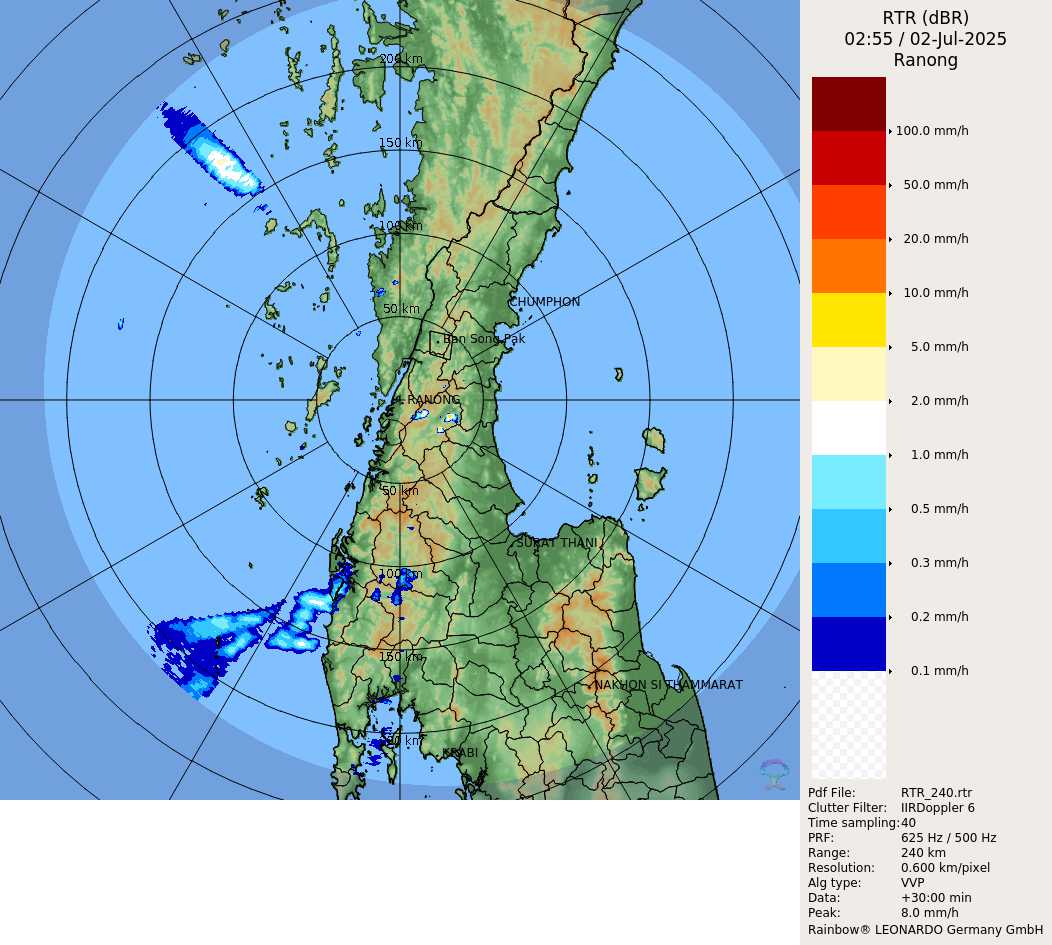 RTR (dBR)
02:55 / 02-Jul-2025
Ranong
200 km
150 km
100 km
50 km
CHUMPHON
Ban Song Pak
RANONG
50 km
SURAT THANI
100 km
150 km
NAKHON SI THAMMARAT
200 km
KRABI
100.0 mm/h
50.0 mm/h
20.0 mm/h
10.0 mm/h
5.0 mm/h
2.0 mm/h
1.0 mm/h
0.5 mm/h
0.3 mm/h
0.2 mm/h
0.1 mm/h
Pdf File: RTR_240.rtr
Clutter Filter: IIRDoppler 6
Time sampling: 40
PRF: 625 Hz / 500 Hz
Range: 240 km
Resolution: 0.600 km/pixel
Alg type: VVP
Data: +30:00 min
Peak: 8.0 mm/h
Rainbow® LEONARDO Germany GmbH